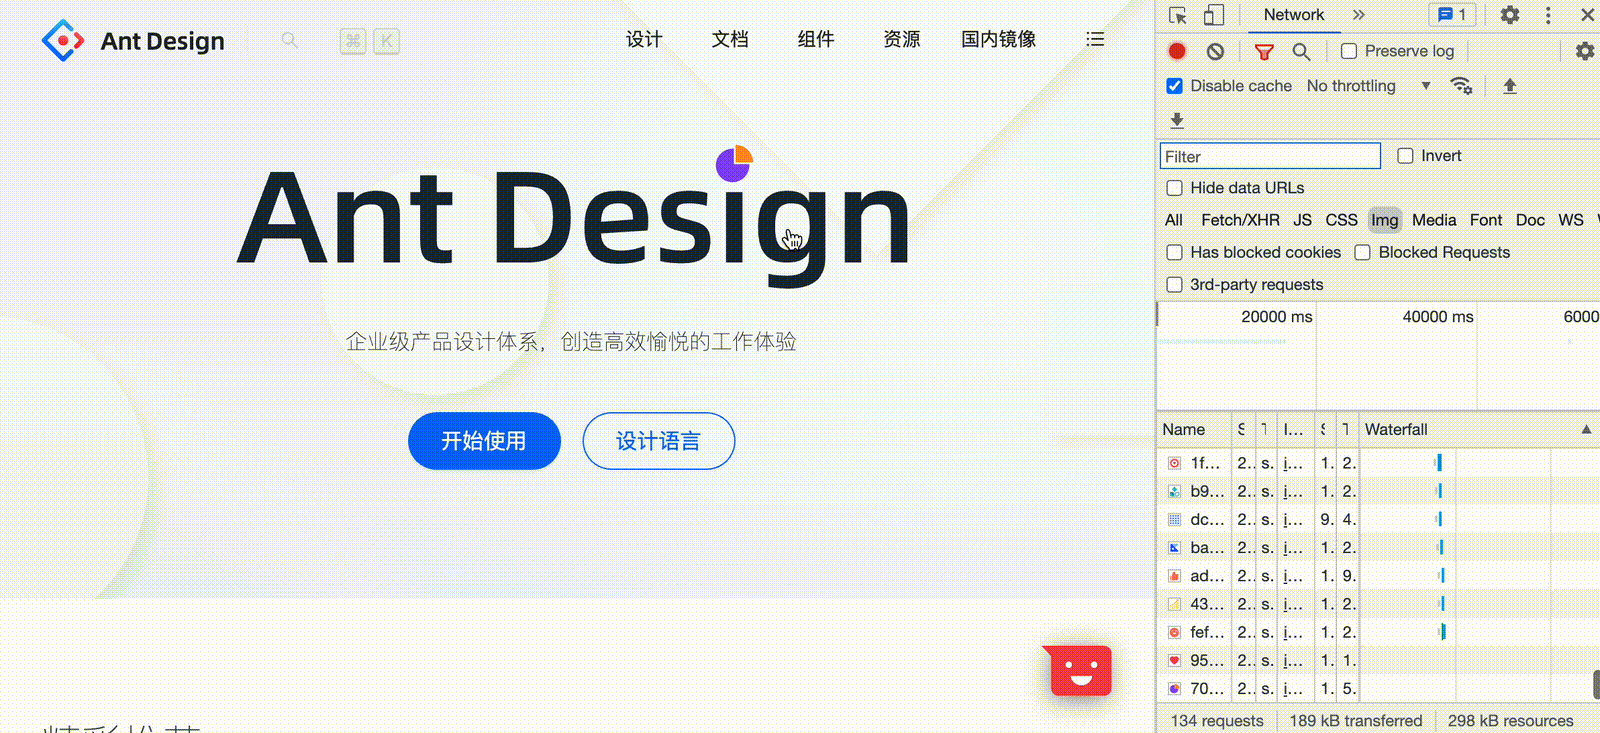 Ant Design ⌘ K 设计 文档 组件 资源 国内镜像
Ant Design
企业级产品设计体系，创造高效愉悦的工作体验
开始使用 设计语言
Network » 1
Preserve log
Disable cache No throttling
Filter Invert
Hide data URLs
All Fetch/XHR JS CSS Img Media Font Doc WS
Has blocked cookies Blocked Requests
3rd-party requests
20000 ms 40000 ms 6000
Name I... Waterfall
1f... 2. s. i... 1. 2.
b9... 2. s. i... 1. 2.
dc... 2. s. i... 9. 4.
ba... 2. s. i... 1. 2.
ad... 2. s. i... 1. 9.
43... 2. s. i... 1. 2.
fef... 2. s. i... 1. 2.
95... 2. s. i... 1. 1.
70... 2. s. i... 1. 5.
134 requests 189 kB transferred 298 kB resources